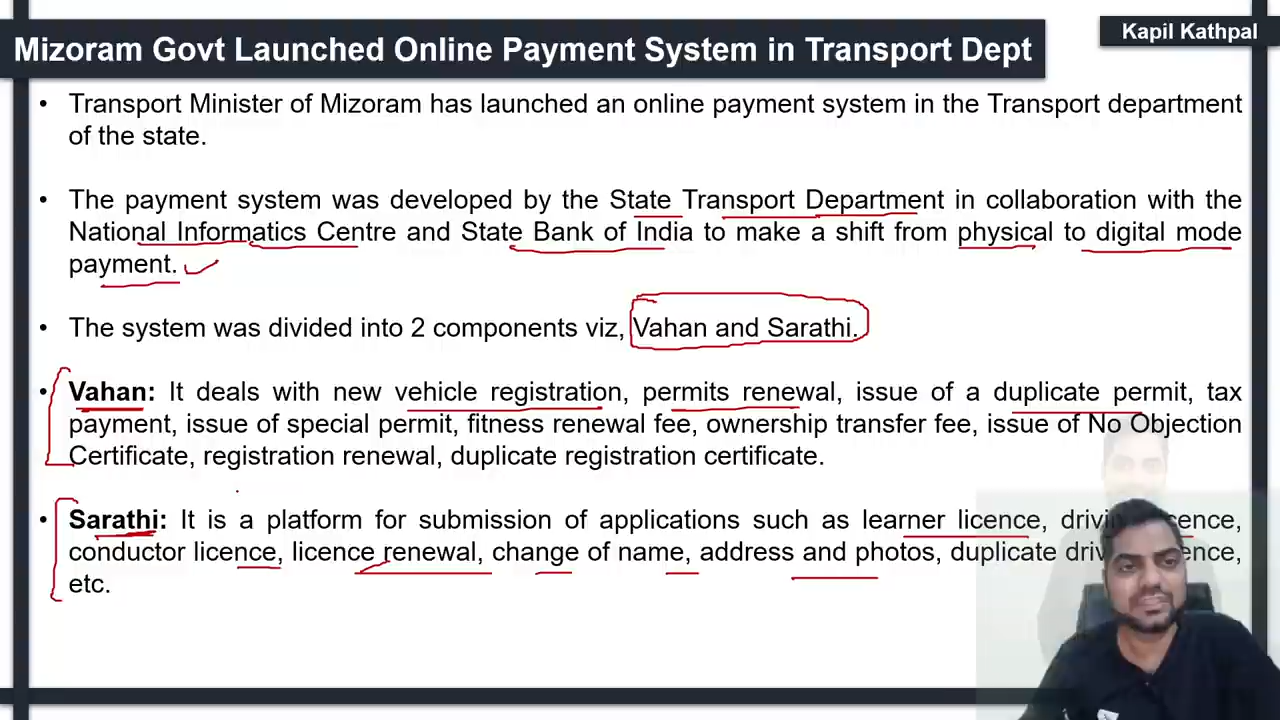 Mizoram Govt Launched Online Payment System in Transport Dept
Kapil Kathpal
• Transport Minister of Mizoram has launched an online payment system in the Transport department
of the state.
• The payment system was developed by the State Transport Department in collaboration with the
National Informatics Centre and State Bank of India to make a shift from physical to digital mode
payment.
• The system was divided into 2 components viz, Vahan and Sarathi.
• Vahan: It deals with new vehicle registration, permits renewal, issue of a duplicate permit, tax
payment, issue of special permit, fitness renewal fee, ownership transfer fee, issue of No Objection
Certificate, registration renewal, duplicate registration certificate.
• Sarathi: It is a platform for submission of applications such as learner licence,
conductor licence, licence renewal, change of name, address and photos, duplicate
etc.